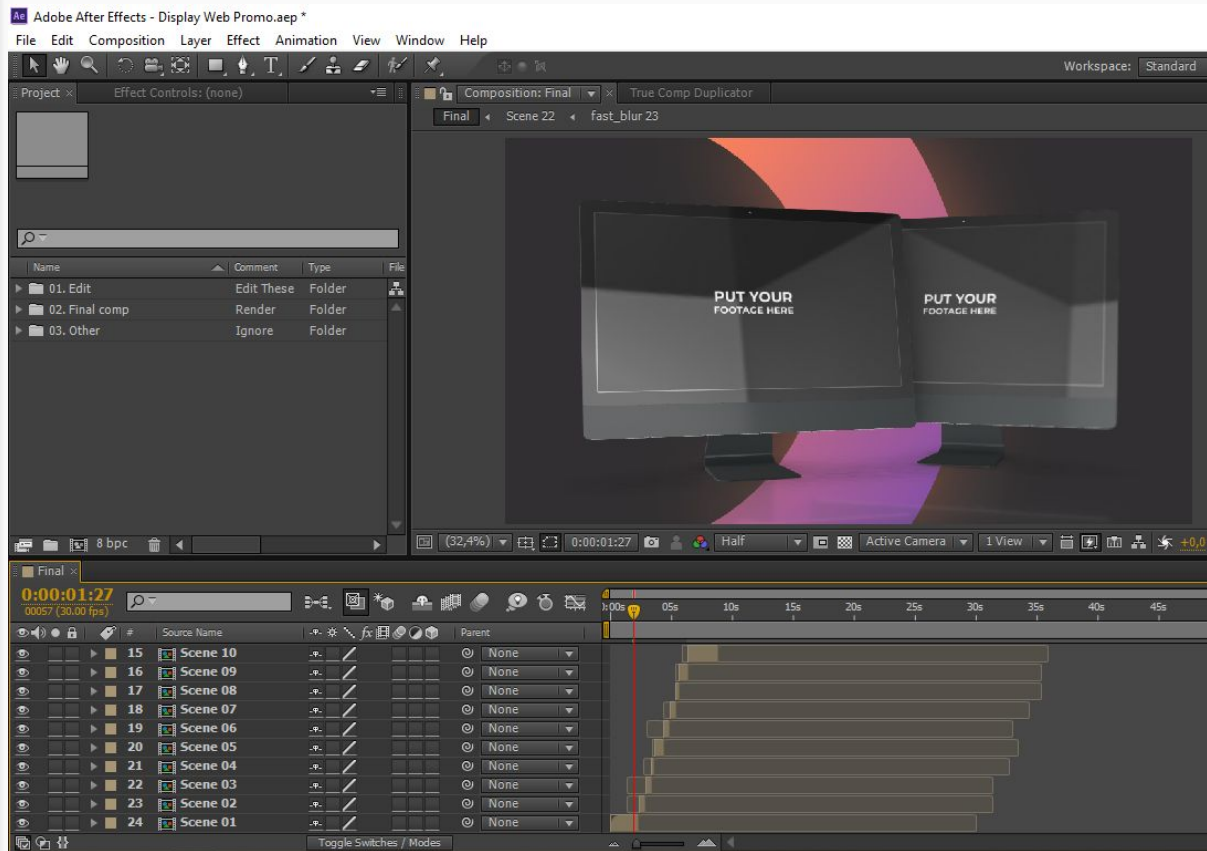 Ae Adobe After Effects - Display Web Promo.aep *
File Edit Composition Layer Effect Animation View Window Help
Workspace: Standard
Project × Effect Controls: (none)
Composition: Final × True Comp Duplicator
Final Scene 22 fast_blur 23
PUT YOUR
FOOTAGE HERE
PUT YOUR
FOOTAGE HERE
Name Comment Type File
01. Edit Edit These Folder
02. Final comp Render Folder
03. Other Ignore Folder
8 bpc
(32,4%) 0:00:01:27 Half Active Camera 1 View +0,0
Final ×
0:00:01:27
00057 (30.00 fps)
0:00s 05s 10s 15s 20s 25s 30s 35s 40s 45s
# Source Name fx Parent
15 Scene 10 None
16 Scene 09 None
17 Scene 08 None
18 Scene 07 None
19 Scene 06 None
20 Scene 05 None
21 Scene 04 None
22 Scene 03 None
23 Scene 02 None
24 Scene 01 None
Toggle Switches / Modes